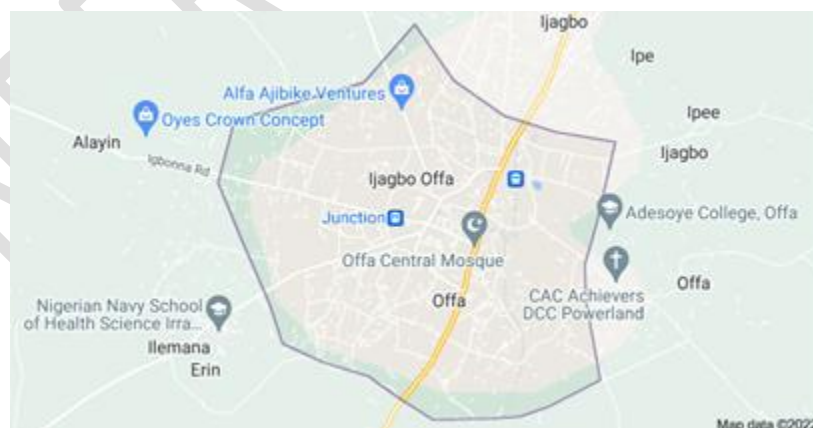 Ijagbo
Ipe
Alfa Ajibike Ventures
Oyes Crown Concept
Ipee
Alayin
Ijagbo
Igbonna Rd
Ijagbo Offa
Junction
Adesoye College, Offa
Offa Central Mosque
Offa
CAC Achievers
DCC Powerland
Offa
Nigerian Navy School
of Health Science Irra...
Ilemana
Erin
Map data ©2022